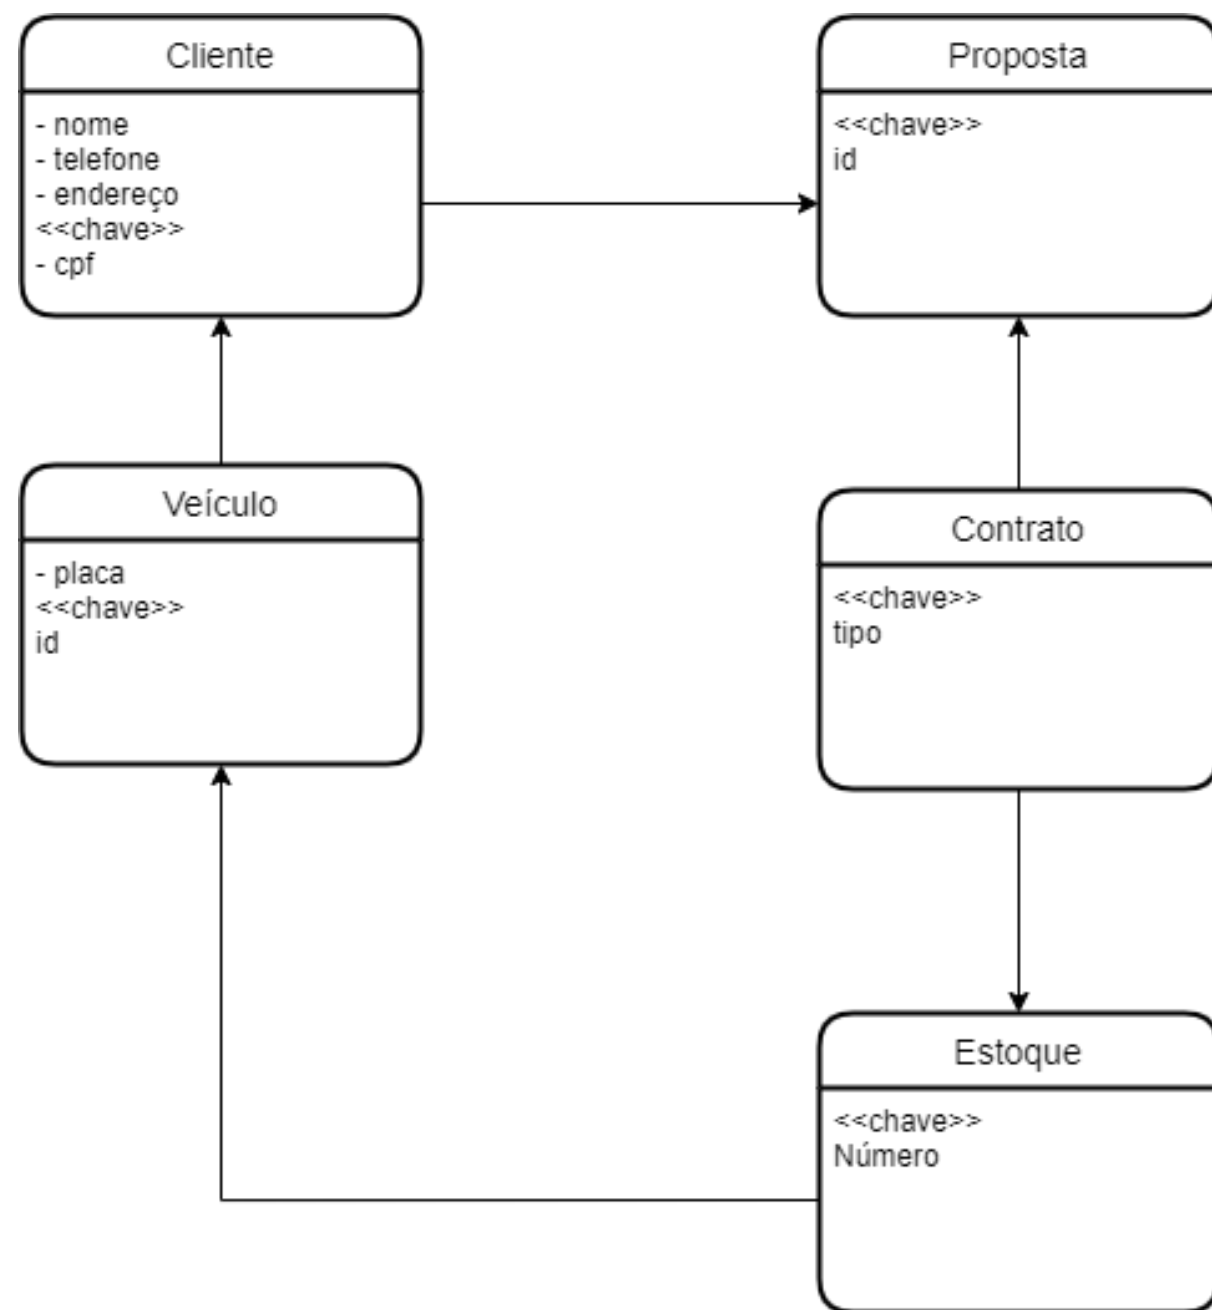 Cliente
- nome
- telefone
- endereço
<<chave>>
- cpf
Proposta
<<chave>>
id
Veículo
- placa
<<chave>>
id
Contrato
<<chave>>
tipo
Estoque
<<chave>>
Número